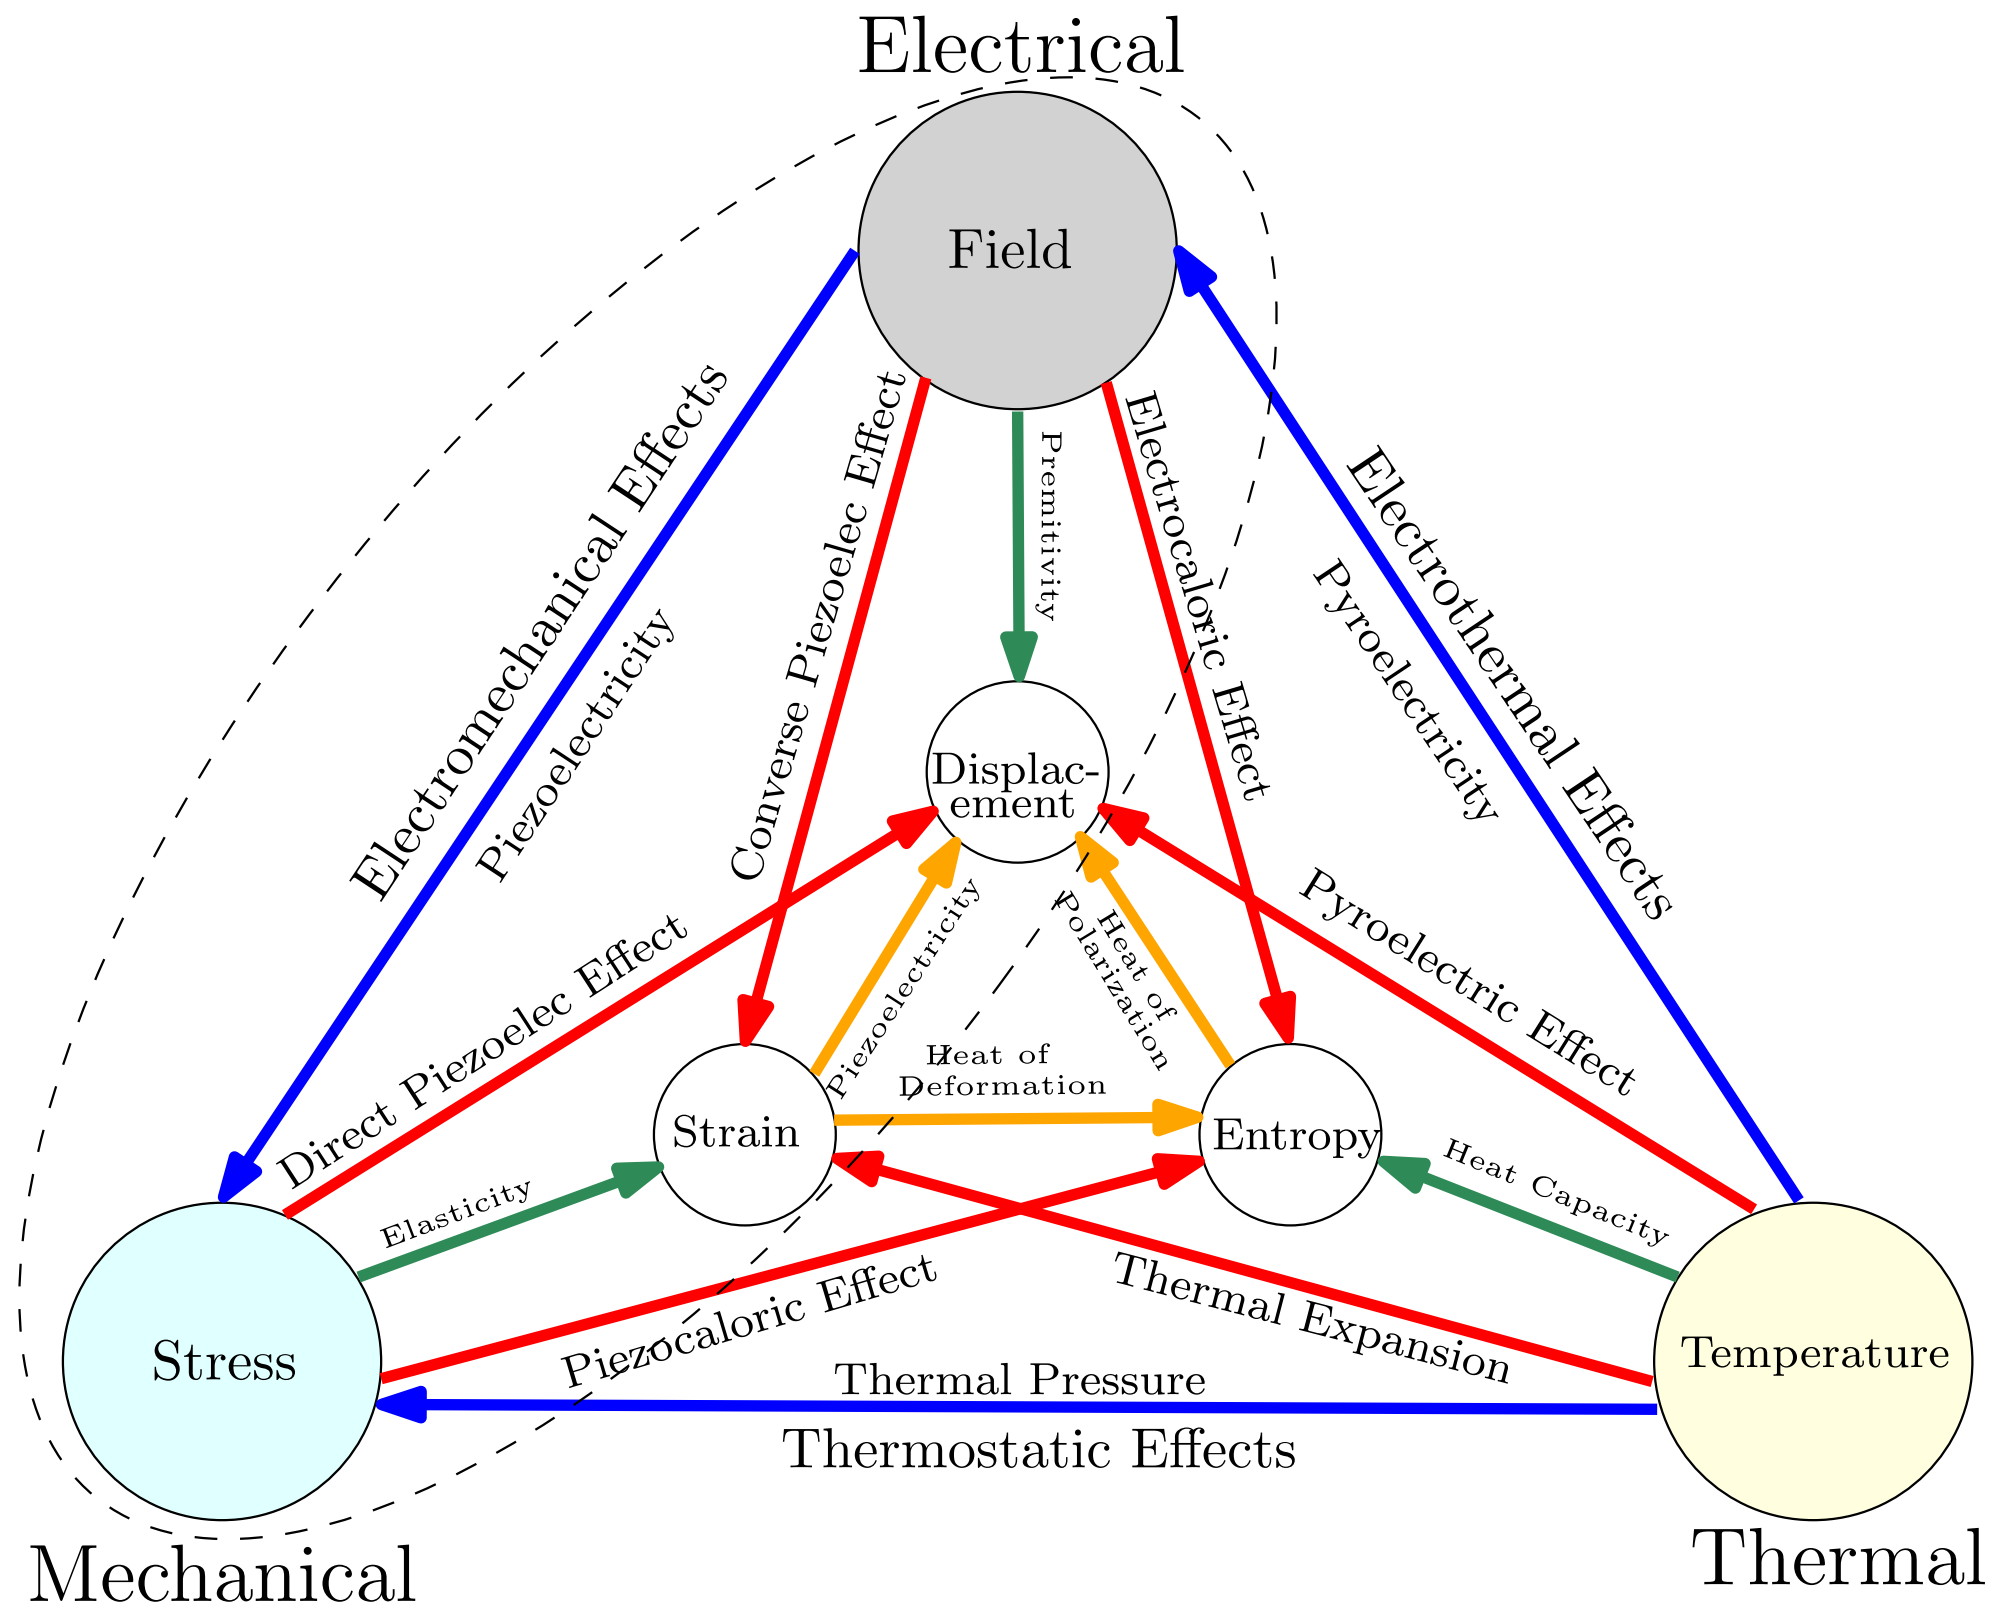 Electrical
Field
Electromechanical Effects
Piezoelectricity
Converse Piezoelec Effect
Premitivity
Electrocaloric Effect
Electrothermal Effects
Pyroelectricity
Displac-
ement
Direct Piezoelec Effect
Piezoelectricity
Heat of
Polarization
Pyroelectric Effect
Heat of
Deformation
Strain
Entropy
Elasticity
Heat Capacity
Piezocaloric Effect
Thermal Expansion
Stress
Temperature
Thermal Pressure
Thermostatic Effects
Mechanical
Thermal